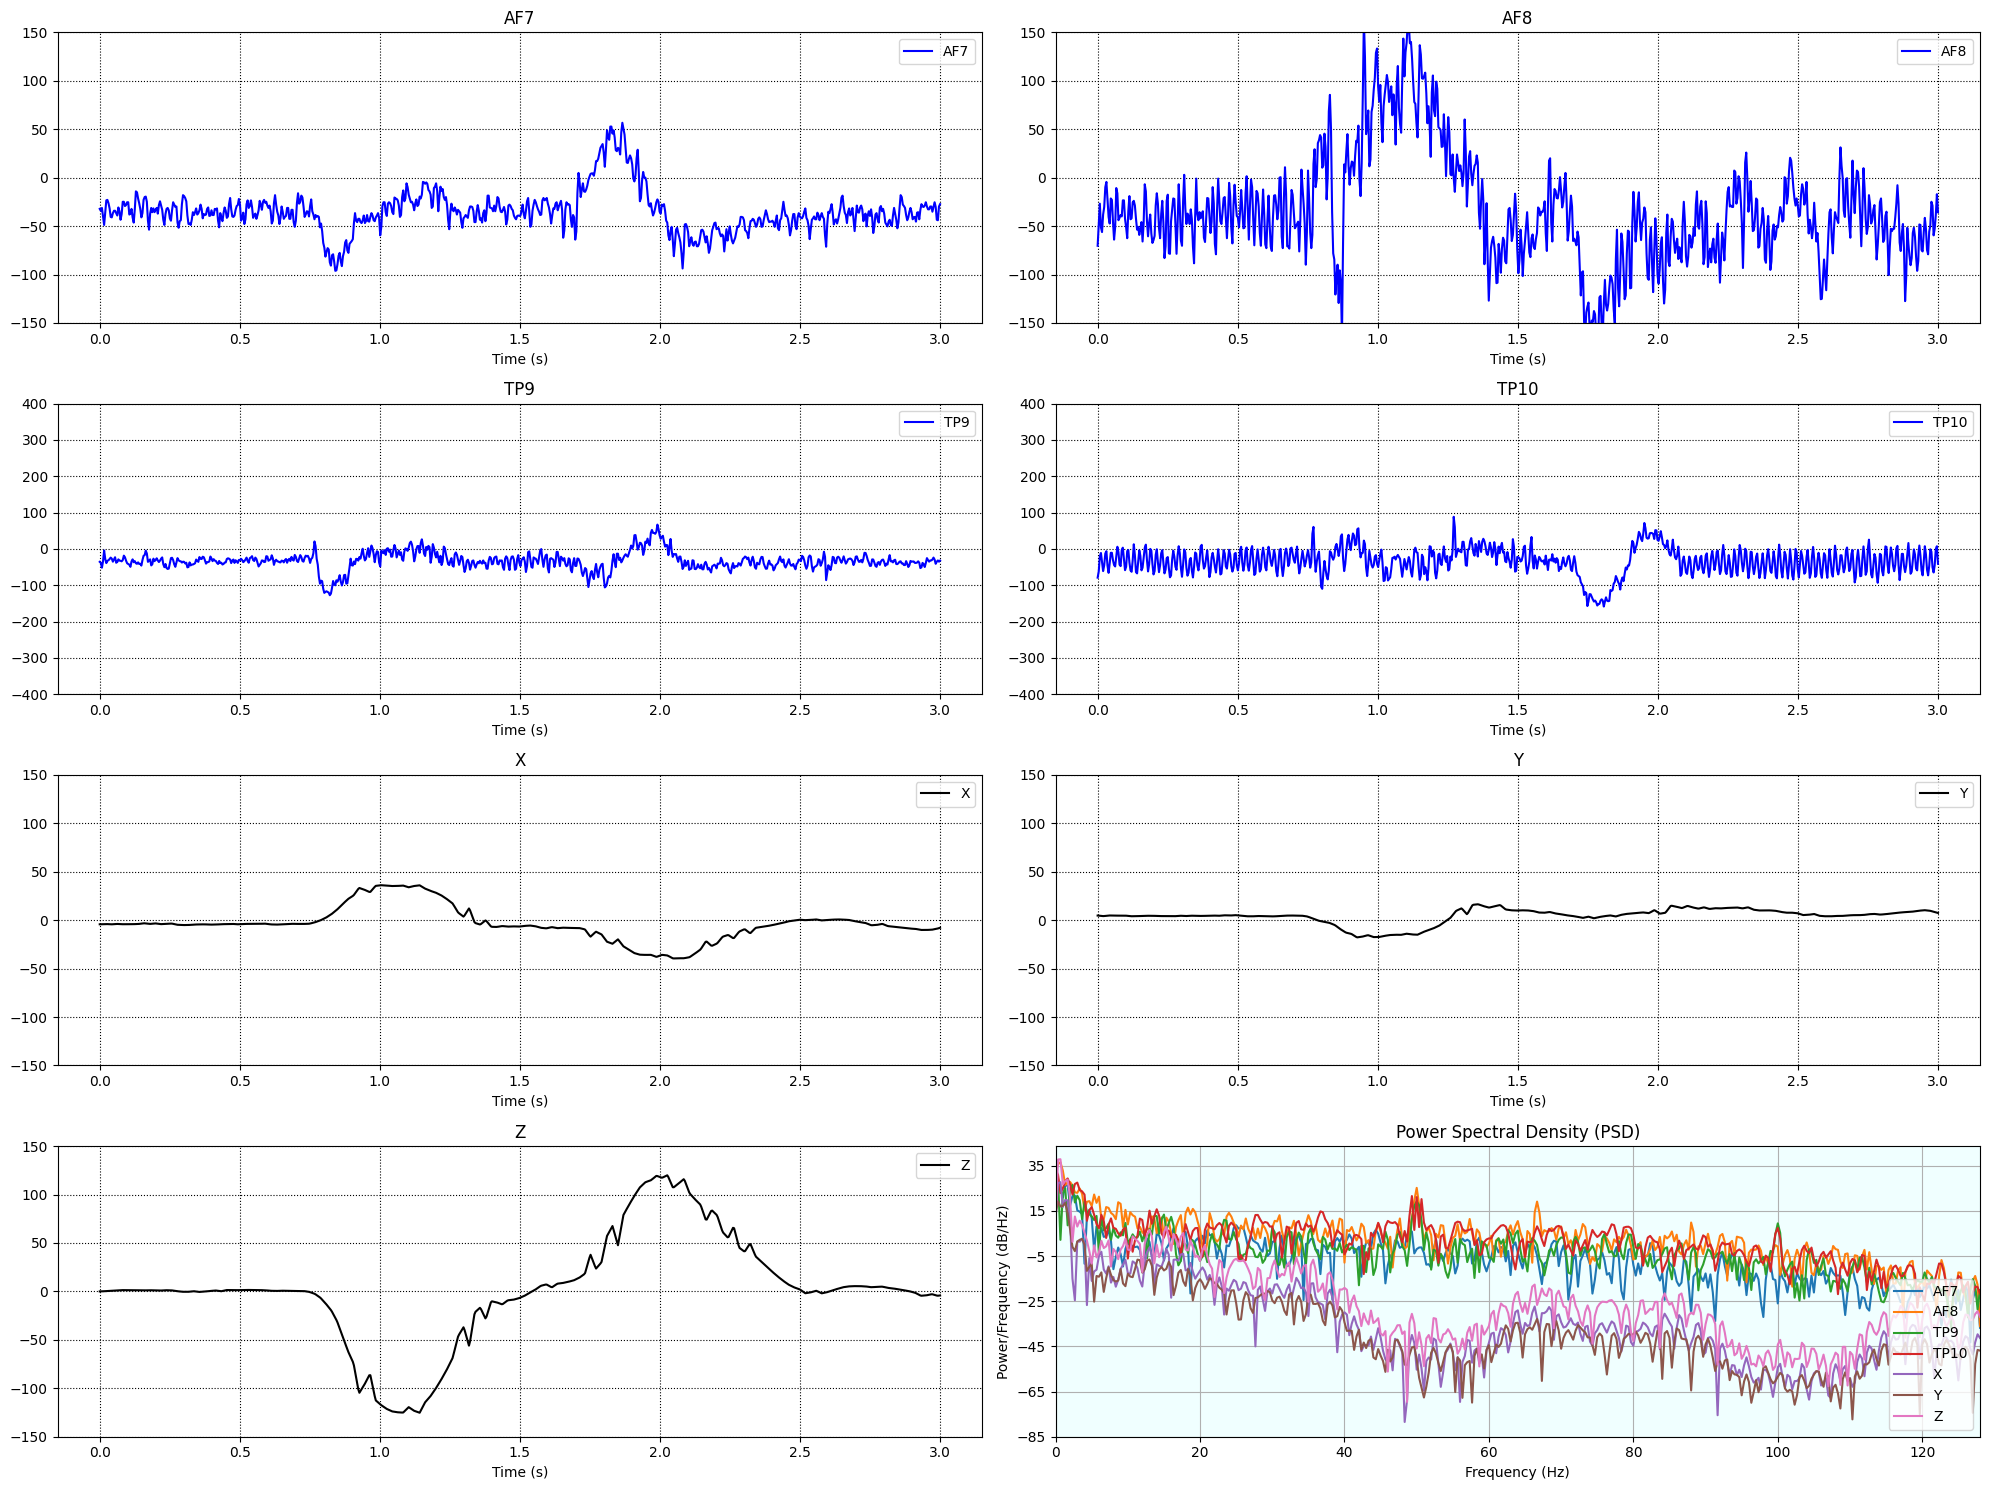 AF7
150
100
50
0
−50
−100
−150
0.0 0.5 1.0 1.5 2.0 2.5 3.0
Time (s)
AF7
AF8
150
100
50
0
−50
−100
−150
0.0 0.5 1.0 1.5 2.0 2.5 3.0
Time (s)
AF8
TP9
400
300
200
100
0
−100
−200
−300
−400
0.0 0.5 1.0 1.5 2.0 2.5 3.0
Time (s)
TP9
TP10
400
300
200
100
0
−100
−200
−300
−400
0.0 0.5 1.0 1.5 2.0 2.5 3.0
Time (s)
TP10
X
150
100
50
0
−50
−100
−150
0.0 0.5 1.0 1.5 2.0 2.5 3.0
Time (s)
X
Y
150
100
50
0
−50
−100
−150
0.0 0.5 1.0 1.5 2.0 2.5 3.0
Time (s)
Y
Z
150
100
50
0
−50
−100
−150
0.0 0.5 1.0 1.5 2.0 2.5 3.0
Time (s)
Z
Power Spectral Density (PSD)
Power/Frequency (dB/Hz)
35
15
−5
−25
−45
−65
−85
0 20 40 60 80 100 120
Frequency (Hz)
AF7
AF8
TP9
TP10
X
Y
Z